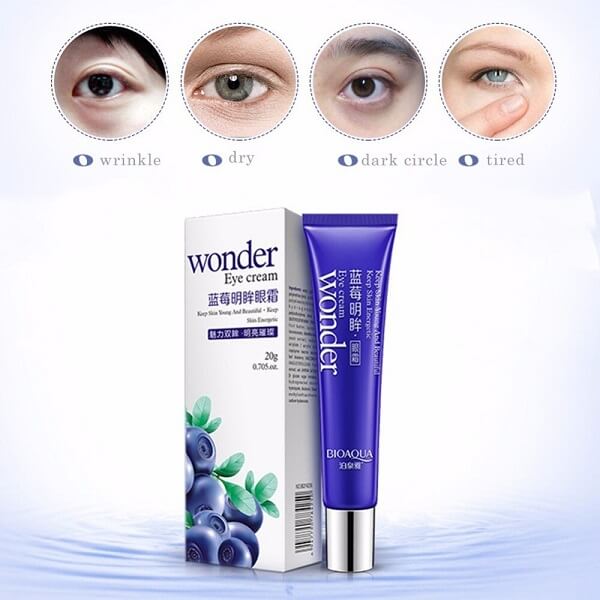 wrinkle
dry
dark circle
tired
wonder
Eye cream
蓝莓明眸眼霜
Keep Skin Young And Beautiful · Keep
Skin Energetic
魅力双眸·明亮璀璨
20g
0.705.oz.
Keep Skin Young and Beautiful
Keep Skin Energetic
蓝莓明眸·眼霜
Eye cream
wonder
BIOAQUA
泊泉雅